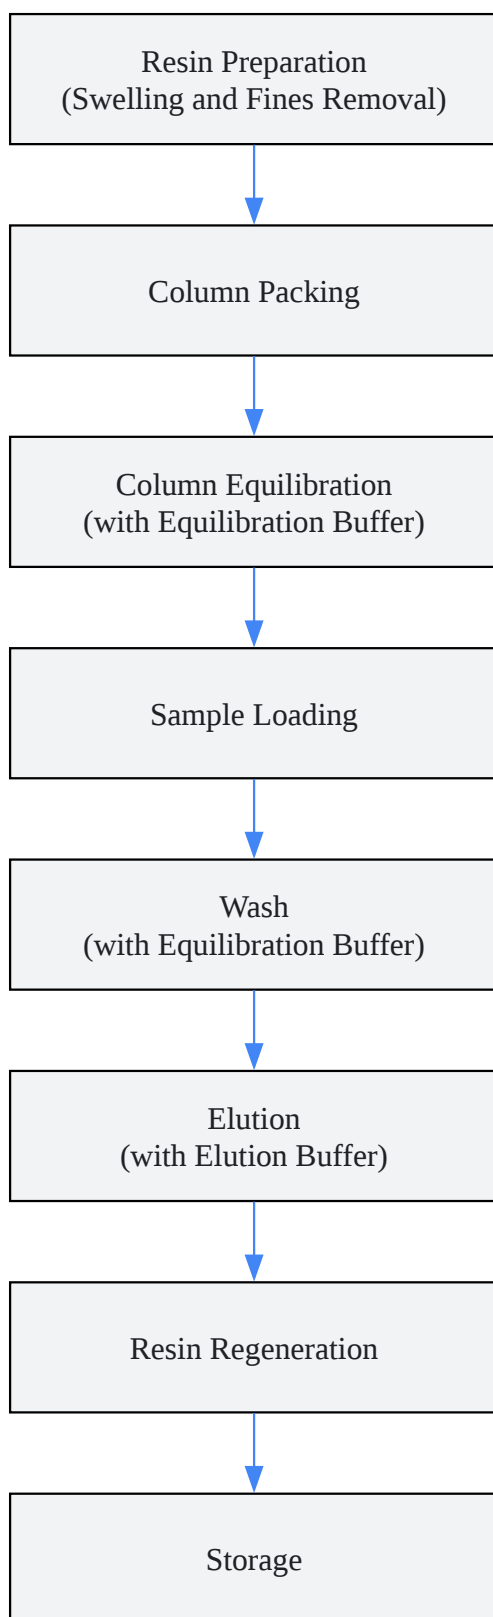 Resin Preparation
(Swelling and Fines Removal)
Column Packing
Column Equilibration
(with Equilibration Buffer)
Sample Loading
Wash
(with Equilibration Buffer)
Elution
(with Elution Buffer)
Resin Regeneration
Storage